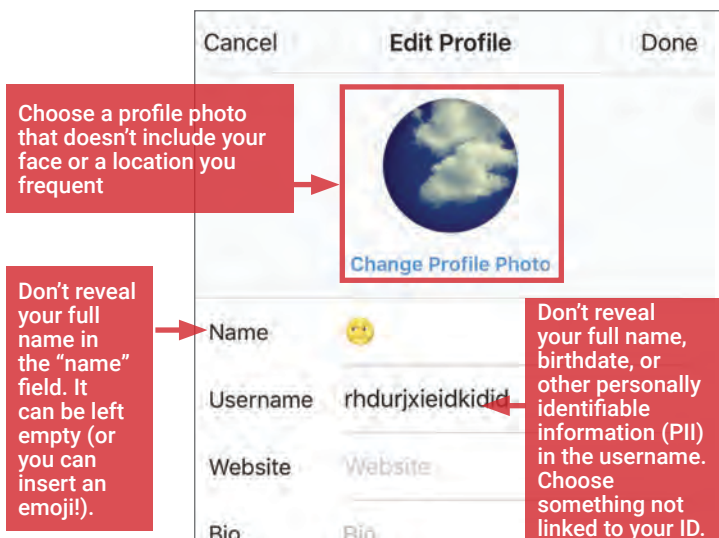 Cancel Edit Profile Done
Choose a profile photo
that doesn’t include your
face or a location you
frequent
Change Profile Photo
Don’t reveal
your full
name in
the “name”
field. It
can be left
empty (or
you can
insert an
emoji!).
Name
Username rhdurjxieidkidid
Website Website
Bio Bio
Don’t reveal
your full name,
birthdate, or
other personally
identifiable
information (PII)
in the username.
Choose
something not
linked to your ID.